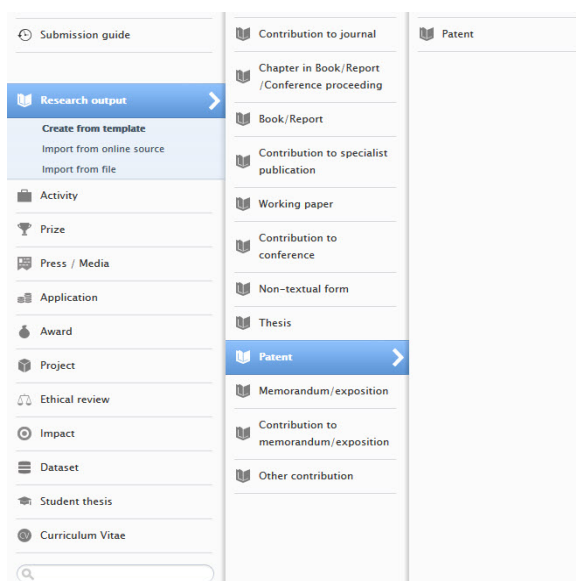 Submission guide
Research output
Create from template
Import from online source
Import from file
Activity
Prize
Press / Media
Application
Award
Project
Ethical review
Impact
Dataset
Student thesis
CV Curriculum Vitae
Contribution to journal
Chapter in Book/Report
/Conference proceeding
Book/Report
Contribution to specialist
publication
Working paper
Contribution to
conference
Non-textual form
Thesis
Patent
Memorandum/exposition
Contribution to
memorandum/exposition
Other contribution
Patent